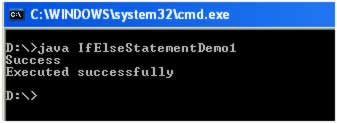 C:\WINDOWS\system32\cmd.exe
D:\>java IfElseStatementDemo1
Success
Executed successfully
D:\>